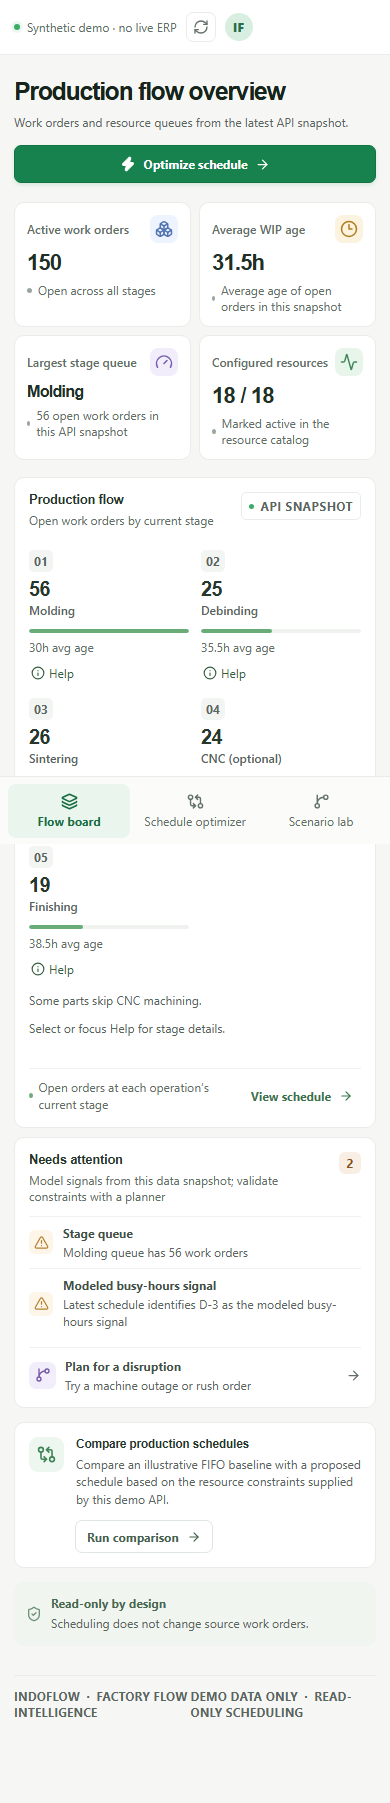 Synthetic demo · no live ERP
IF
Production flow overview
Work orders and resource queues from the latest API snapshot.
Optimize schedule
Active work orders
150
Open across all stages
Average WIP age
31.5h
Average age of open
orders in this snapshot
Largest stage queue
Molding
56 open work orders in
this API snapshot
Configured resources
18 / 18
Marked active in the
resource catalog
Production flow
Open work orders by current stage
API SNAPSHOT
01
56
Molding
30h avg age
Help
02
25
Debinding
35.5h avg age
Help
03
26
Sintering
04
24
CNC (optional)
Flow board
Schedule optimizer
Scenario lab
05
19
Finishing
38.5h avg age
Help
Some parts skip CNC machining.
Select or focus Help for stage details.
Open orders at each operation's
current stage
View schedule
Needs attention
2
Model signals from this data snapshot; validate
constraints with a planner
Stage queue
Molding queue has 56 work orders
Modeled busy-hours signal
Latest schedule identifies D-3 as the modeled busy-
hours signal
Plan for a disruption
Try a machine outage or rush order
Compare production schedules
Compare an illustrative FIFO baseline with a proposed
schedule based on the resource constraints supplied
by this demo API.
Run comparison
Read-only by design
Scheduling does not change source work orders.
INDOFLOW · FACTORY FLOW
INTELLIGENCE
DEMO DATA ONLY · READ-
ONLY SCHEDULING